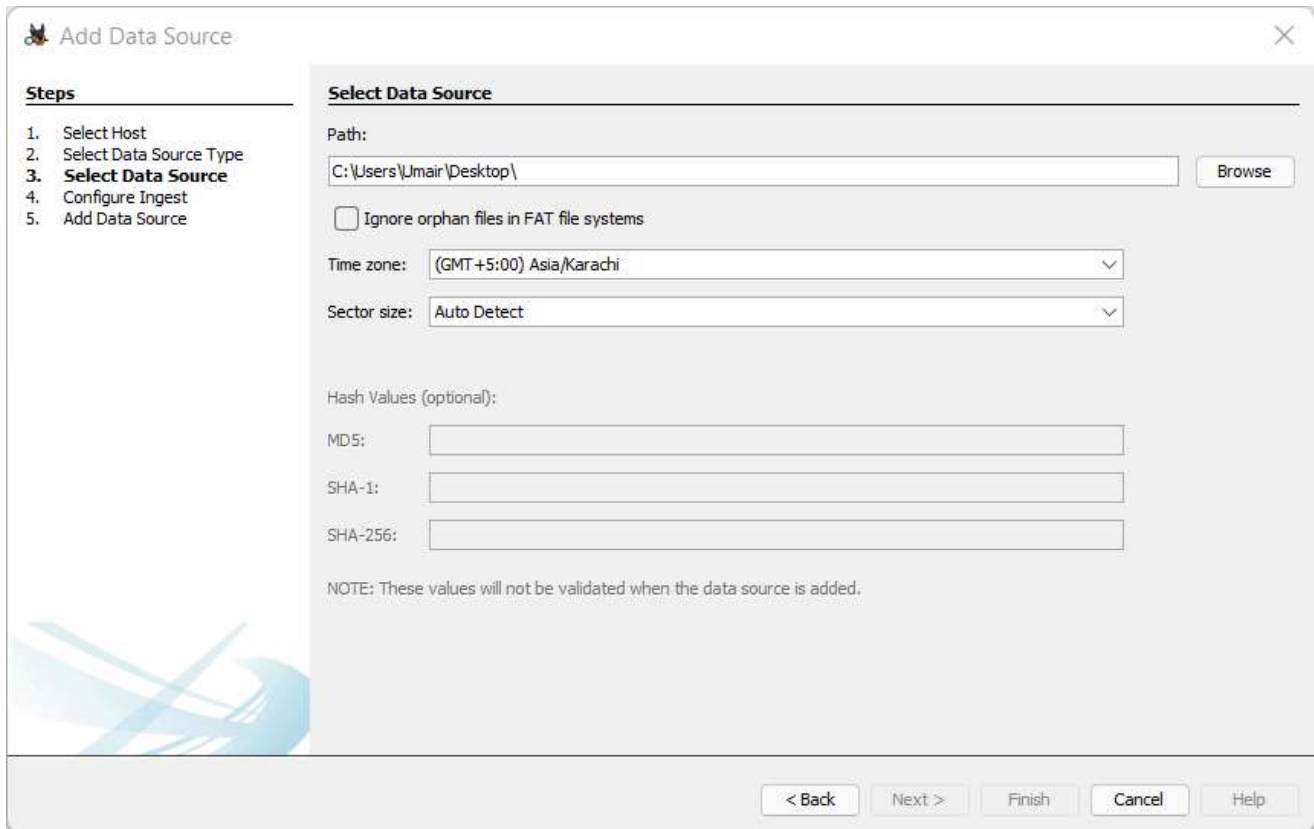 Add Data Source
Steps
1. Select Host
2. Select Data Source Type
3. Select Data Source
4. Configure Ingest
5. Add Data Source
Select Data Source
Path:
C:\Users\Umair\Desktop\ Browse
Ignore orphan files in FAT file systems
Time zone: (GMT+5:00) Asia/Karachi
Sector size: Auto Detect
Hash Values (optional):
MD5:
SHA-1:
SHA-256:
NOTE: These values will not be validated when the data source is added.
< Back Next > Finish Cancel Help